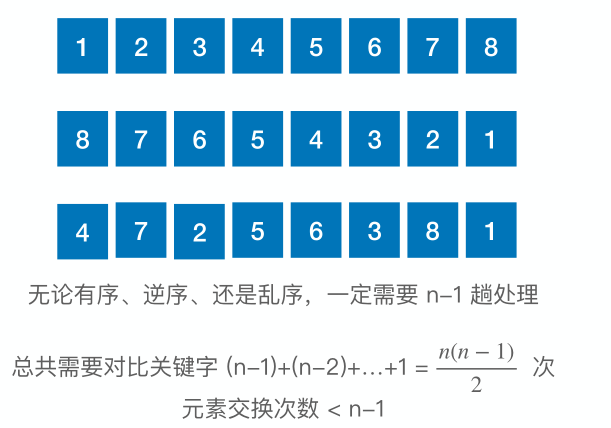 1 2 3 4 5 6 7 8
8 7 6 5 4 3 2 1
4 7 2 5 6 3 8 1
无论有序、逆序、还是乱序，一定需要 n-1 趟处理
总共需要对比关键字 (n-1)+(n-2)+…+1 = n(n − 1)/2 次
元素交换次数 < n-1